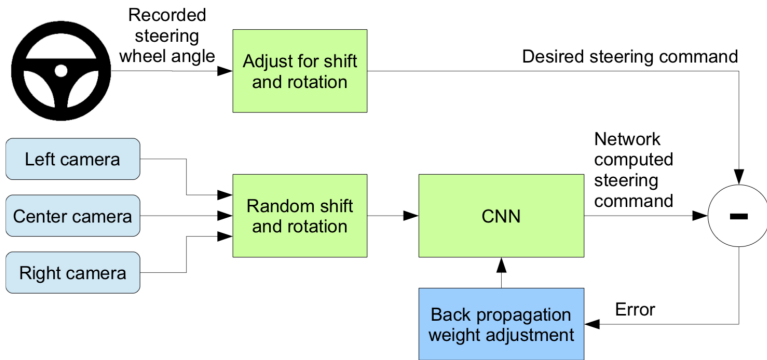 Recorded
steering
wheel angle
Adjust for shift
and rotation
Desired steering command
Left camera
Center camera
Right camera
Random shift
and rotation
CNN
Network
computed
steering
command
-
Back propagation
weight adjustment
Error